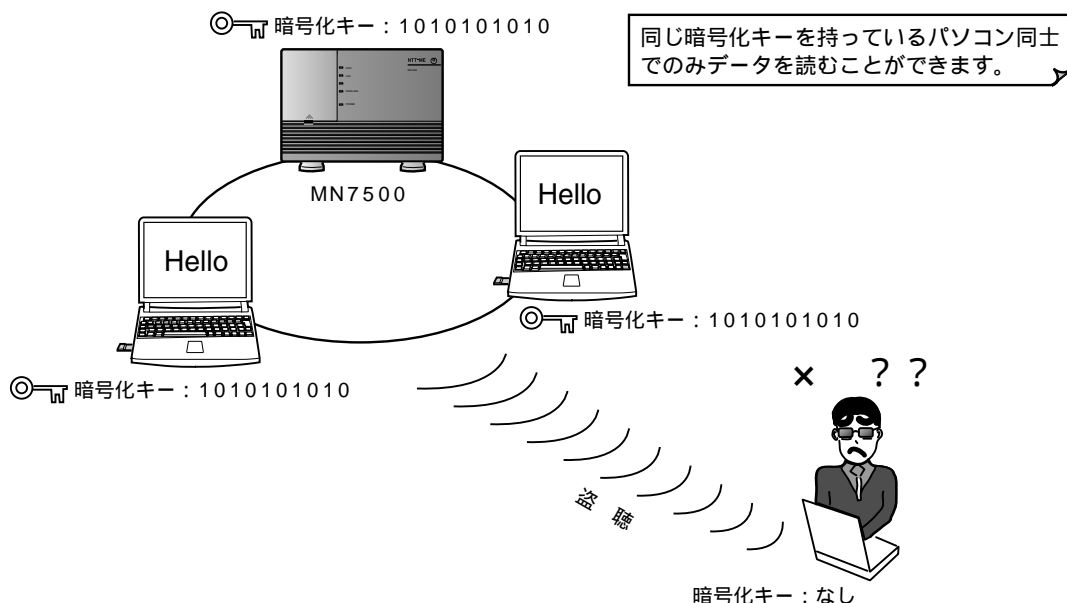 暗号化キー：1010101010
同じ暗号化キーを持っているパソコン同士
でのみデータを読むことができます。
NTT-ME
MN7500
Hello
Hello
暗号化キー：1010101010
暗号化キー：1010101010
× ？？
盗聴
暗号化キー：なし